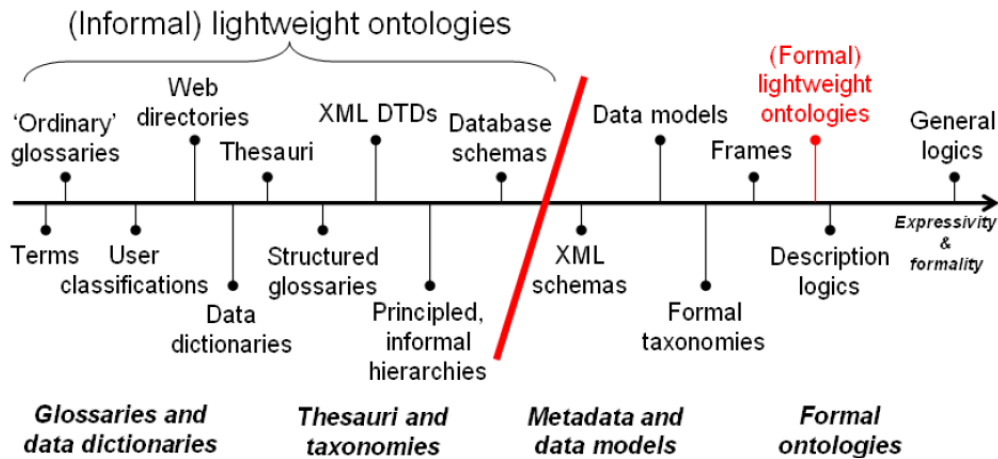 (Informal) lightweight ontologies
'Ordinary'
glossaries
Web
directories
Thesauri
XML DTDs
Database
schemas
Data models
Frames
(Formal)
lightweight
ontologies
General
logics
Terms
User
classifications
Data
dictionaries
Structured
glossaries
Principled,
informal
hierarchies
XML
schemas
Formal
taxonomies
Description
logics
Expressivity
&
formality
Glossaries and
data dictionaries
Thesauri and
taxonomies
Metadata and
data models
Formal
ontologies